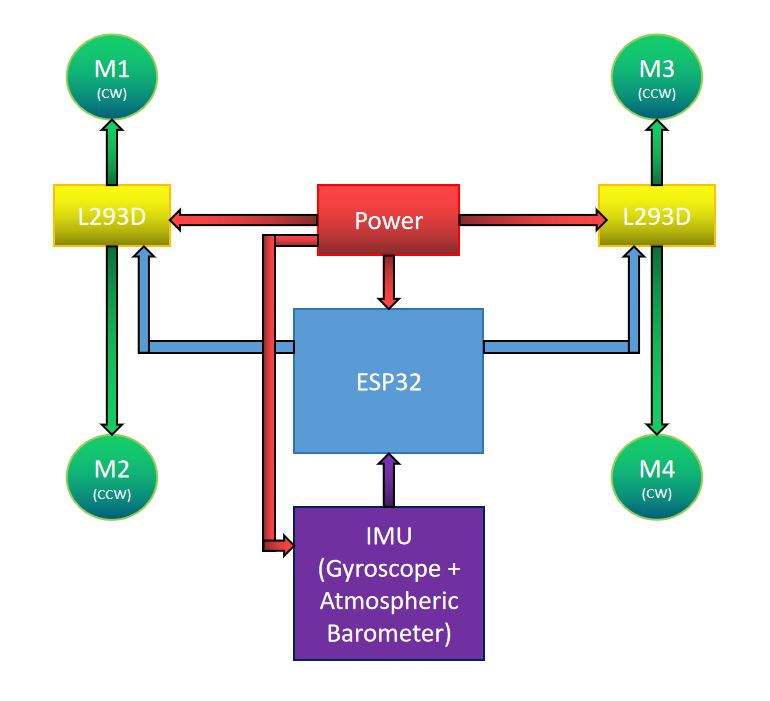 M1
(CW)
M3
(CCW)
L293D
Power
L293D
ESP32
M2
(CCW)
M4
(CW)
IMU
(Gyroscope +
Atmospheric
Barometer)